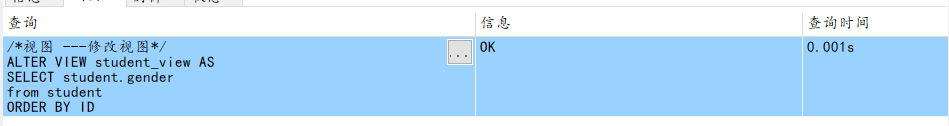 查询 信息 查询时间
/*视图 ---修改视图*/ ... OK 0.001s
ALTER VIEW student_view AS
SELECT student.gender
from student
ORDER BY ID